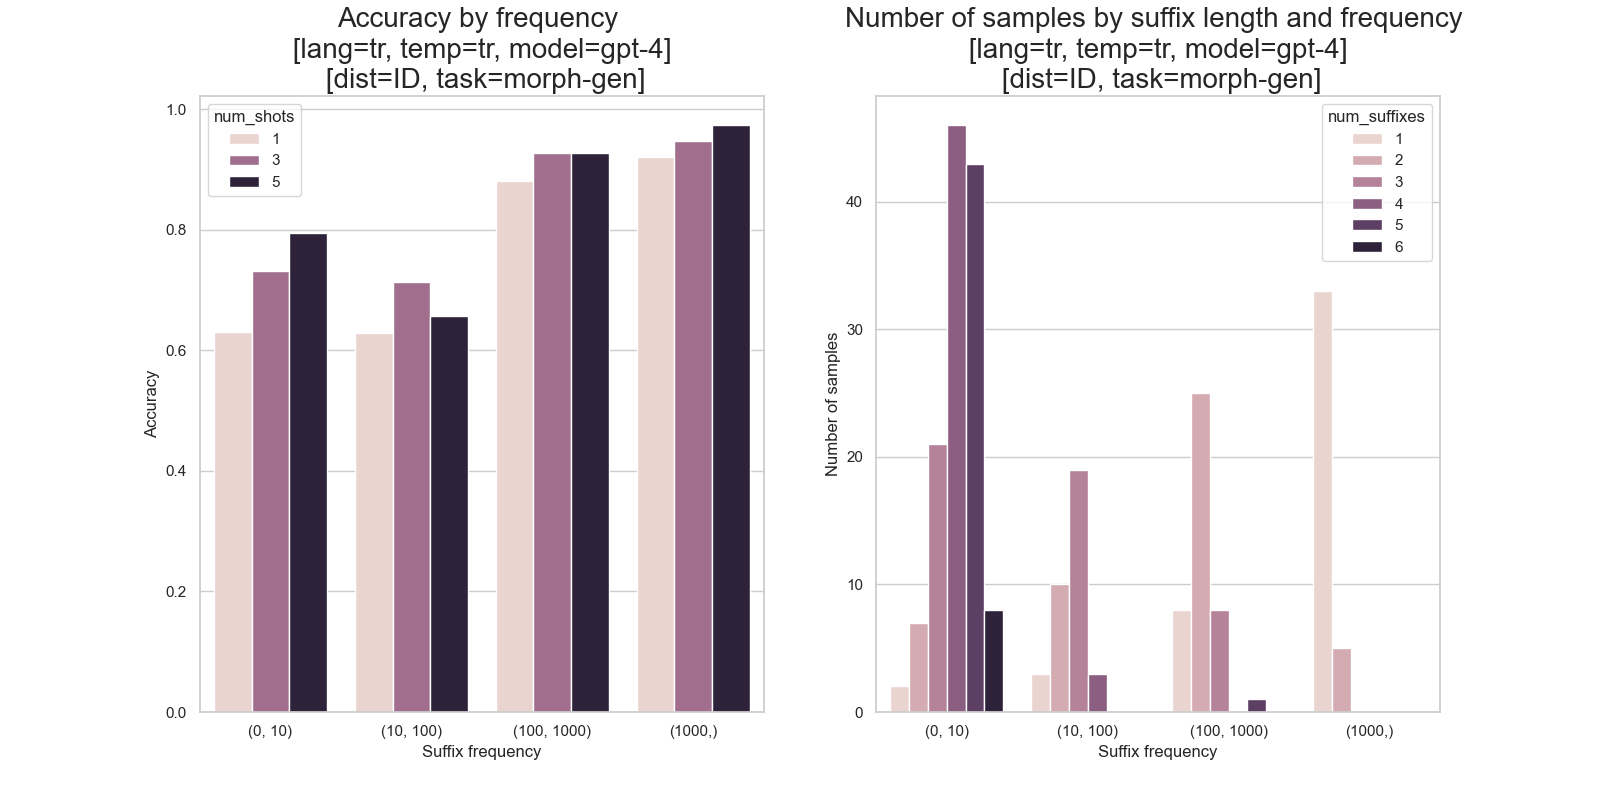 Accuracy by frequency
[lang=tr, temp=tr, model=gpt-4]
[dist=ID, task=morph-gen]
num_shots
1
3
5
1.0
0.8
0.6
0.4
0.2
0.0
Accuracy
(0, 10)
(10, 100)
(100, 1000)
(1000,)
Suffix frequency
Number of samples by suffix length and frequency
[lang=tr, temp=tr, model=gpt-4]
[dist=ID, task=morph-gen]
num_suffixes
1
2
3
4
5
6
40
30
20
10
0
Number of samples
(0, 10)
(10, 100)
(100, 1000)
(1000,)
Suffix frequency